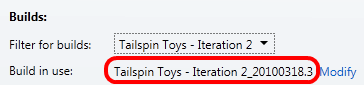 Builds:
Filter for builds: Tailspin Toys - Iteration 2
Build in use: Tailspin Toys - Iteration 2_20100318.3 Modify